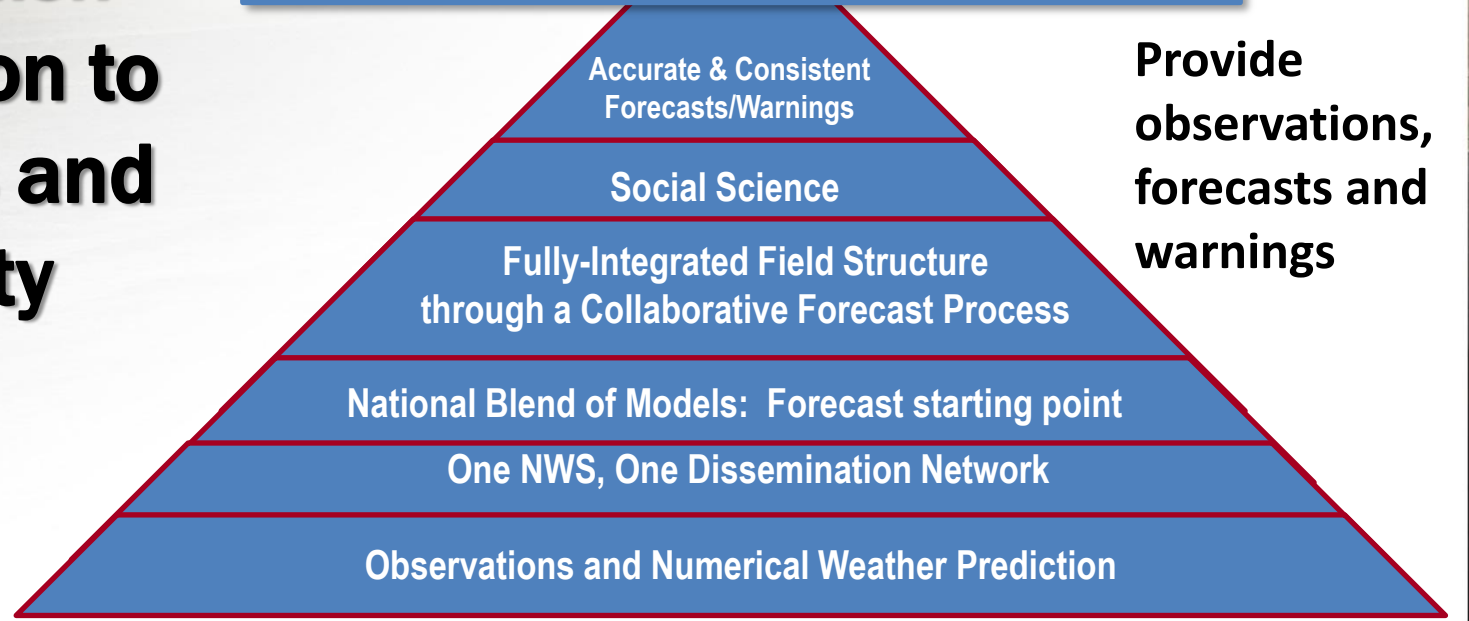 on to
and
ty
Provide
observations,
forecasts and
warnings
Accurate & Consistent
Forecasts/Warnings
Social Science
Fully-Integrated Field Structure
through a Collaborative Forecast Process
National Blend of Models:  Forecast starting point
One NWS, One Dissemination Network
Observations and Numerical Weather Prediction